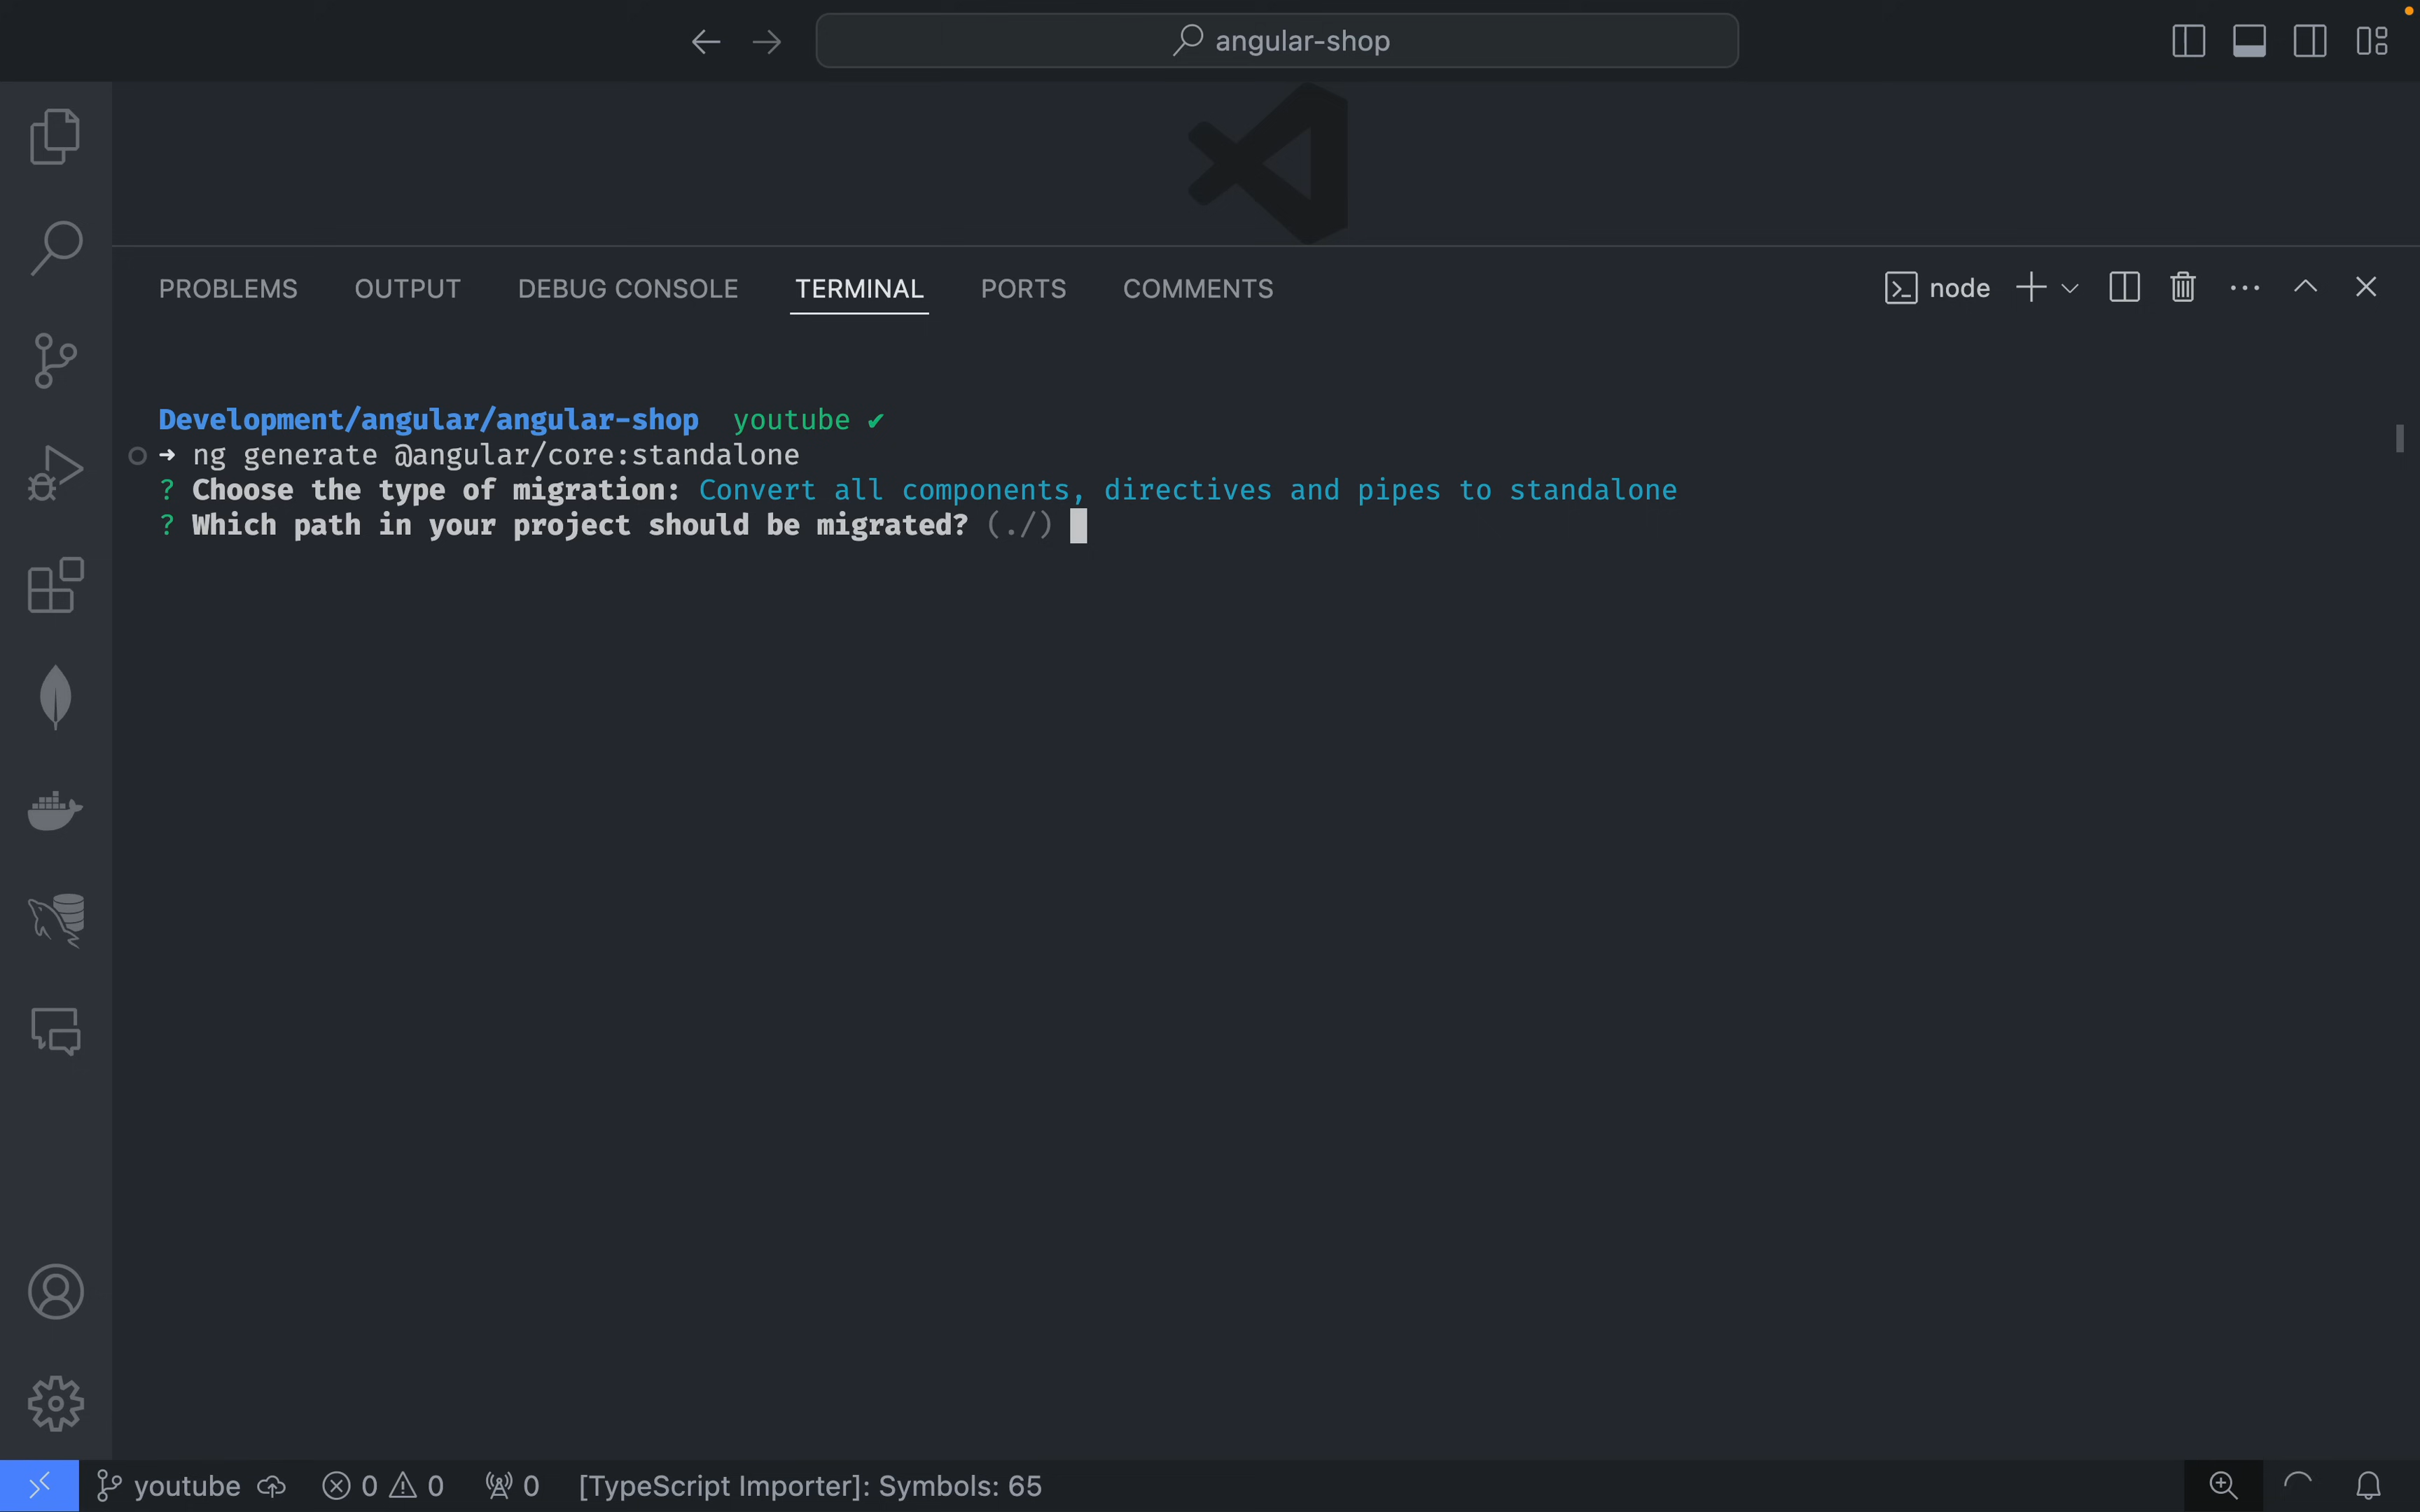 angular-shop
PROBLEMS OUTPUT DEBUG CONSOLE TERMINAL PORTS COMMENTS node
Development/angular/angular-shop youtube ✔
➜ ng generate @angular/core:standalone
? Choose the type of migration: Convert all components, directives and pipes to standalone
? Which path in your project should be migrated? (./)
youtube 0 0 0 [TypeScript Importer]: Symbols: 65